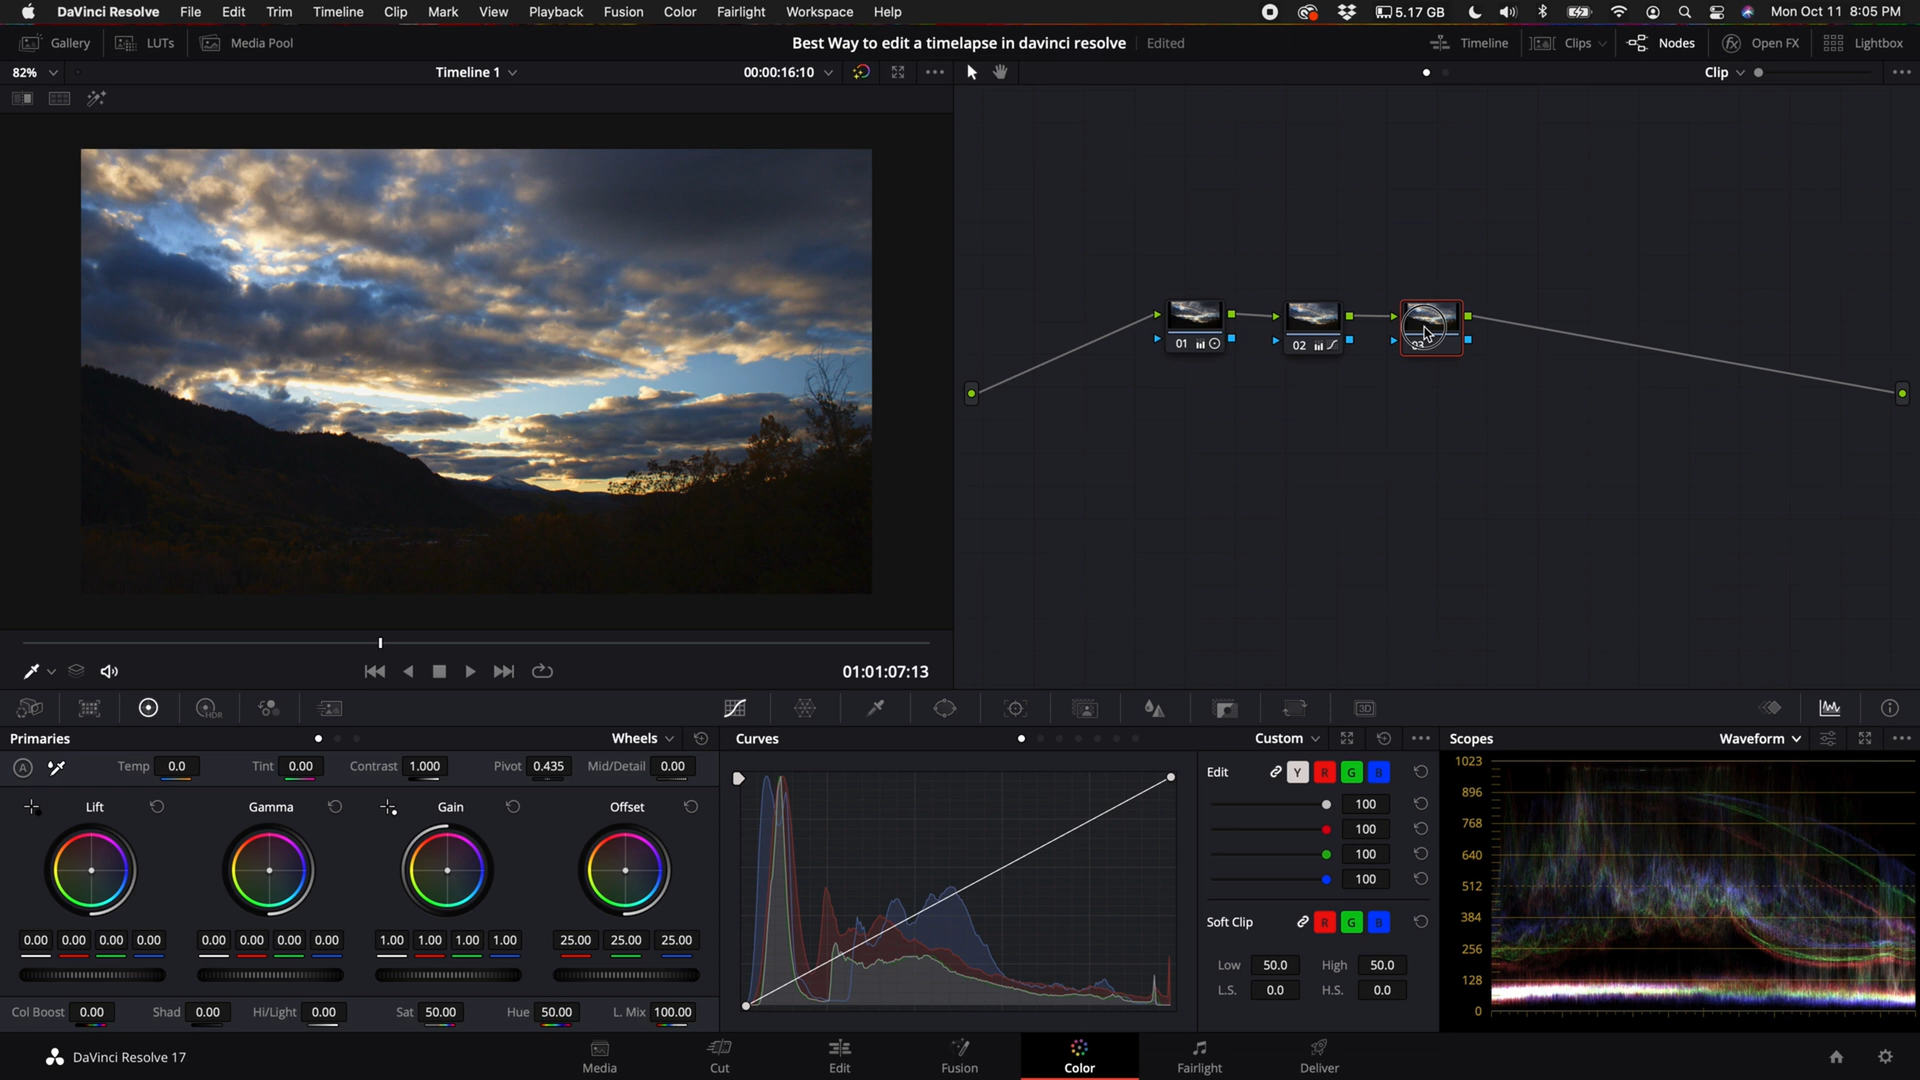 DaVinci Resolve File Edit Trim Timeline Clip Mark View Playback Fusion Color Fairlight Workspace Help 5.17 GB Mon Oct 11 8:05 PM
Gallery LUTs Media Pool Best Way to edit a timelapse in davinci resolve Edited Timeline Clips Nodes Open FX Lightbox
82% Timeline 1 00:00:16:10 Clip
01 02 03
01:01:07:13
HDR 3D
Primaries Wheels Curves Custom Scopes Waveform
A Temp 0.0 Tint 0.00 Contrast 1.000 Pivot 0.435 Mid/Detail 0.00 Edit Y R G B 1023
896
Lift Gamma Gain Offset 100 768
100
100 640
100 512
384
Soft Clip R G B
0.00 0.00 0.00 0.00 0.00 0.00 0.00 0.00 1.00 1.00 1.00 1.00 25.00 25.00 25.00 256
Low 50.0 High 50.0 128
L.S. 0.0 H.S. 0.0
Col Boost 0.00 Shad 0.00 Hi/Light 0.00 Sat 50.00 Hue 50.00 L. Mix 100.00 0
DaVinci Resolve 17 Media Cut Edit Fusion Color Fairlight Deliver